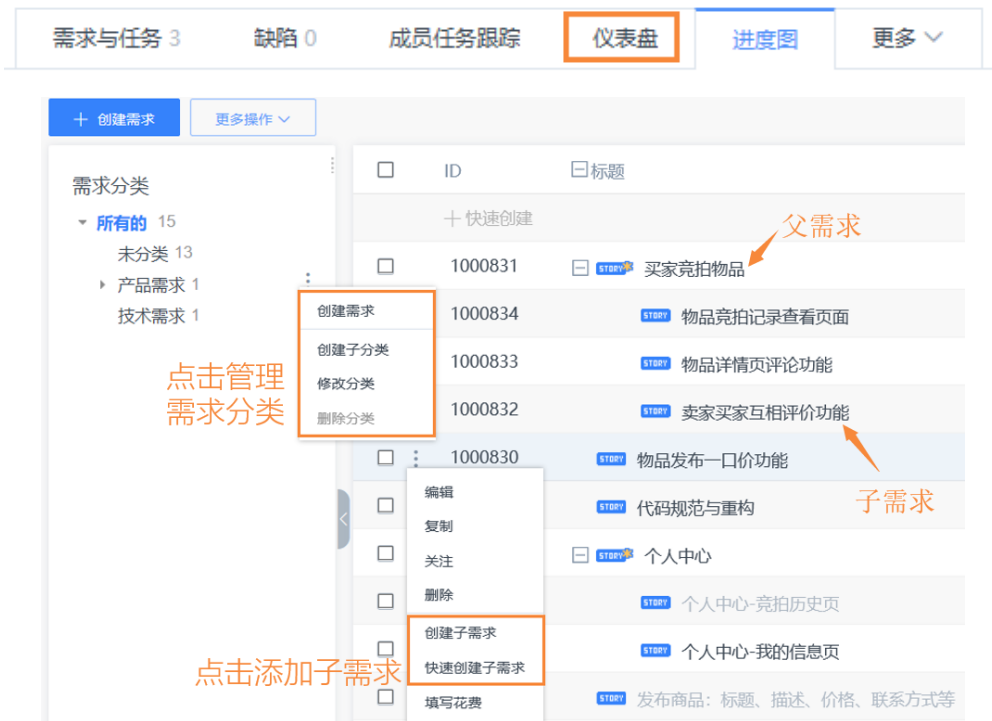 需求与任务 3 缺陷 0 成员任务跟踪 仪表盘 进度图 更多
创建需求 更多操作
需求分类
所有的 15
未分类 13
产品需求 1
技术需求 1
ID 标题
快速创建
父需求
1000831 STORY 买家竞拍物品
1000834 STORY 物品竞拍记录查看页面
1000833 STORY 物品详情页评论功能
1000832 STORY 卖家买家互相评价功能
子需求
1000830 STORY 物品发布一口价功能
STORY 代码规范与重构
STORY 个人中心
STORY 个人中心-竞拍历史页
STORY 个人中心-我的信息页
STORY 发布商品：标题、描述、价格、联系方式等
创建需求
创建子分类
修改分类
删除分类
点击管理
需求分类
编辑
复制
关注
删除
创建子需求
快速创建子需求
填写花费
点击添加子需求